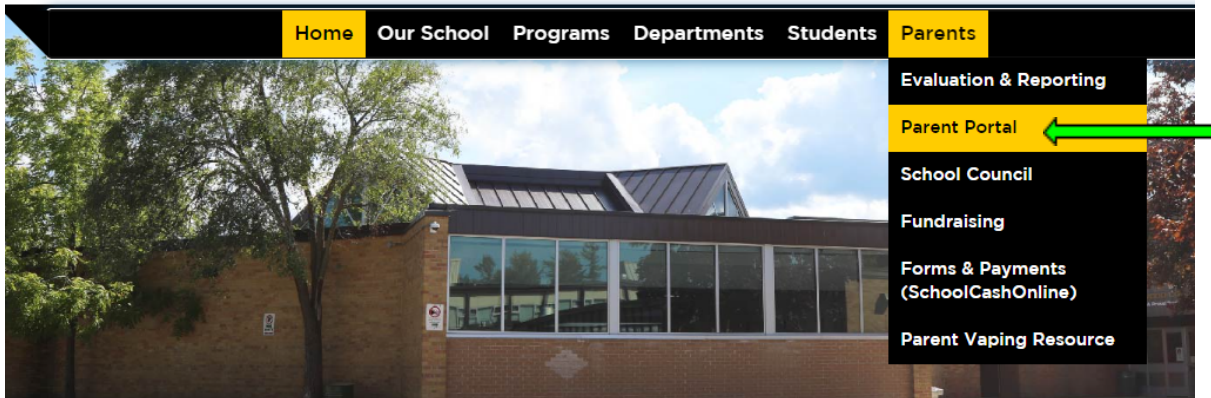 Home Our School Programs Departments Students Parents
Evaluation & Reporting
Parent Portal
School Council
Fundraising
Forms & Payments
(SchoolCashOnline)
Parent Vaping Resource